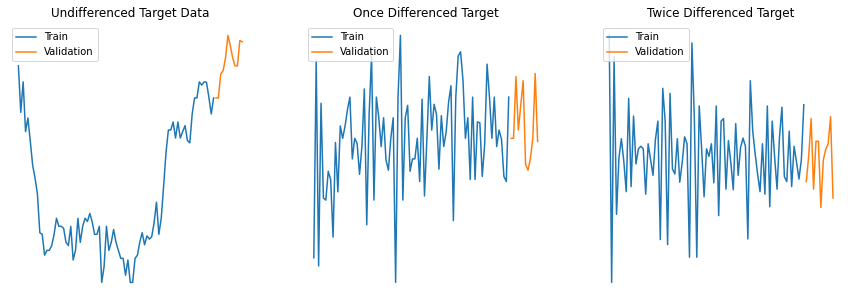 Undifferenced Target Data
Train
Validation
Once Differenced Target
Train
Validation
Twice Differenced Target
Train
Validation